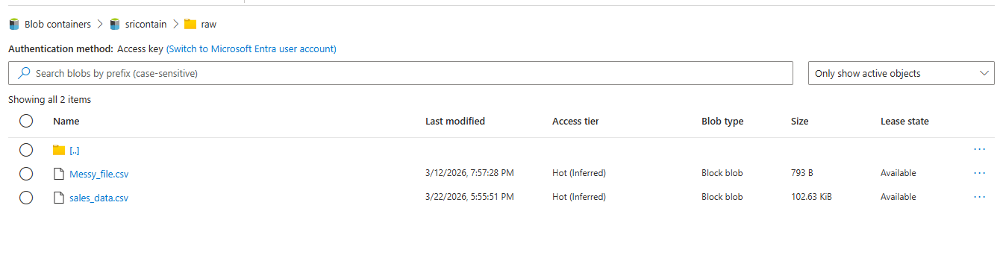 Blob containers > sricontain > raw
Authentication method: Access key (Switch to Microsoft Entra user account)
Search blobs by prefix (case-sensitive) Only show active objects
Showing all 2 items
Name Last modified Access tier Blob type Size Lease state
[..] ...
Messy_file.csv 3/12/2026, 7:57:28 PM Hot (Inferred) Block blob 793 B Available ...
sales_data.csv 3/22/2026, 5:55:51 PM Hot (Inferred) Block blob 102.63 KiB Available ...